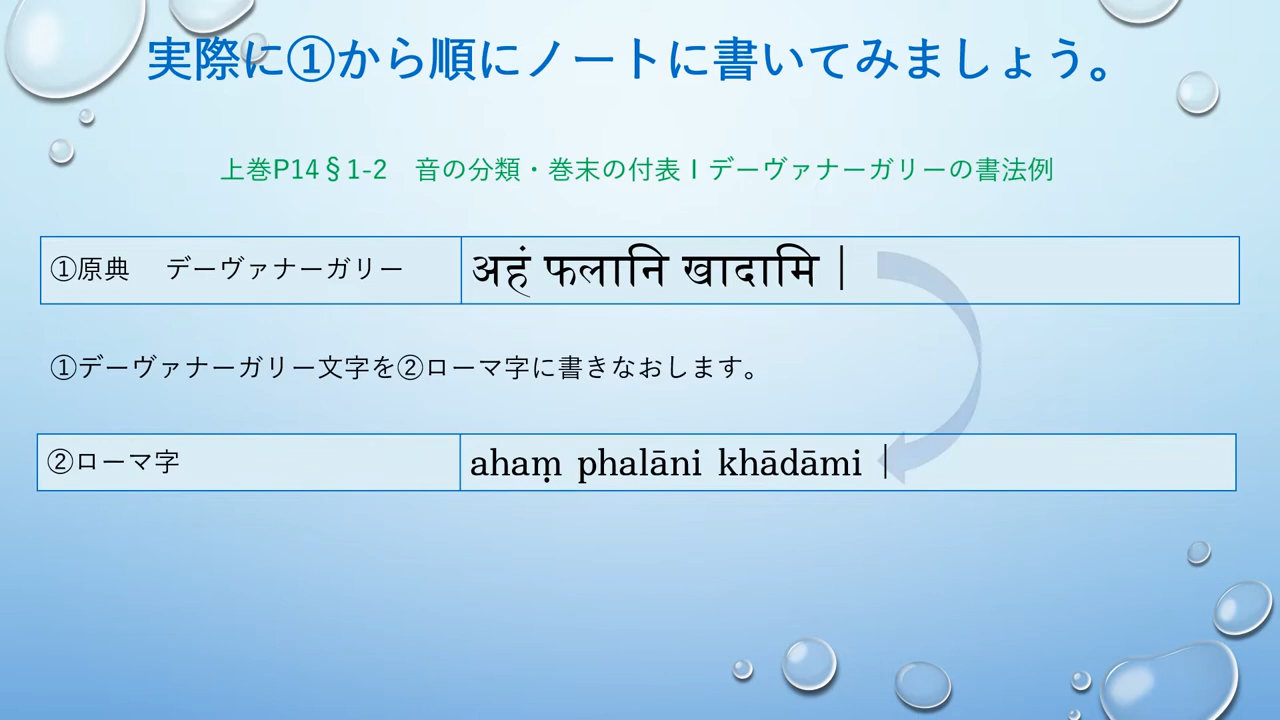 実際に①から順にノートに書いてみましょう。
上巻P14§1-2　音の分類・巻末の付表Ⅰデーヴァナーガリーの書法例
①原典　デーヴァナーガリー　अहं फलानि खादामि |
①デーヴァナーガリー文字を②ローマ字に書きなおします。
②ローマ字　ahaṃ phalāni khādāmi |